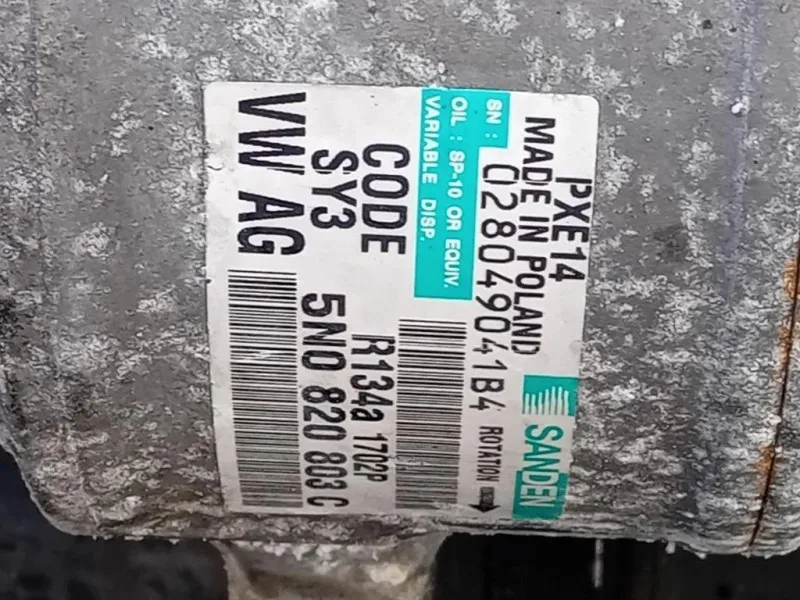 PXE14
MADE IN POLAND
SANDEN
SN:
028049041B4
ROTATION
OIL : SP-10 OR EQUIV.
VARIABLE DISP.
CODE
SY3
R134a 1702P
VW AG
5N0 820 803 C